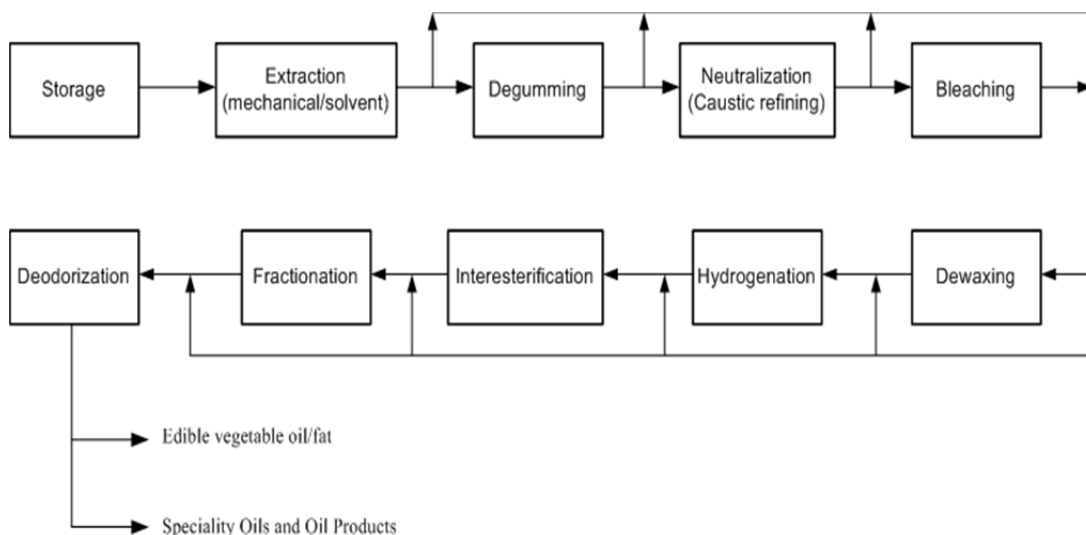 Storage
Extraction
(mechanical/solvent)
Degumming
Neutralization
(Caustic refining)
Bleaching
Deodorization
Fractionation
Interesterification
Hydrogenation
Dewaxing
Edible vegetable oil/fat
Speciality Oils and Oil Products